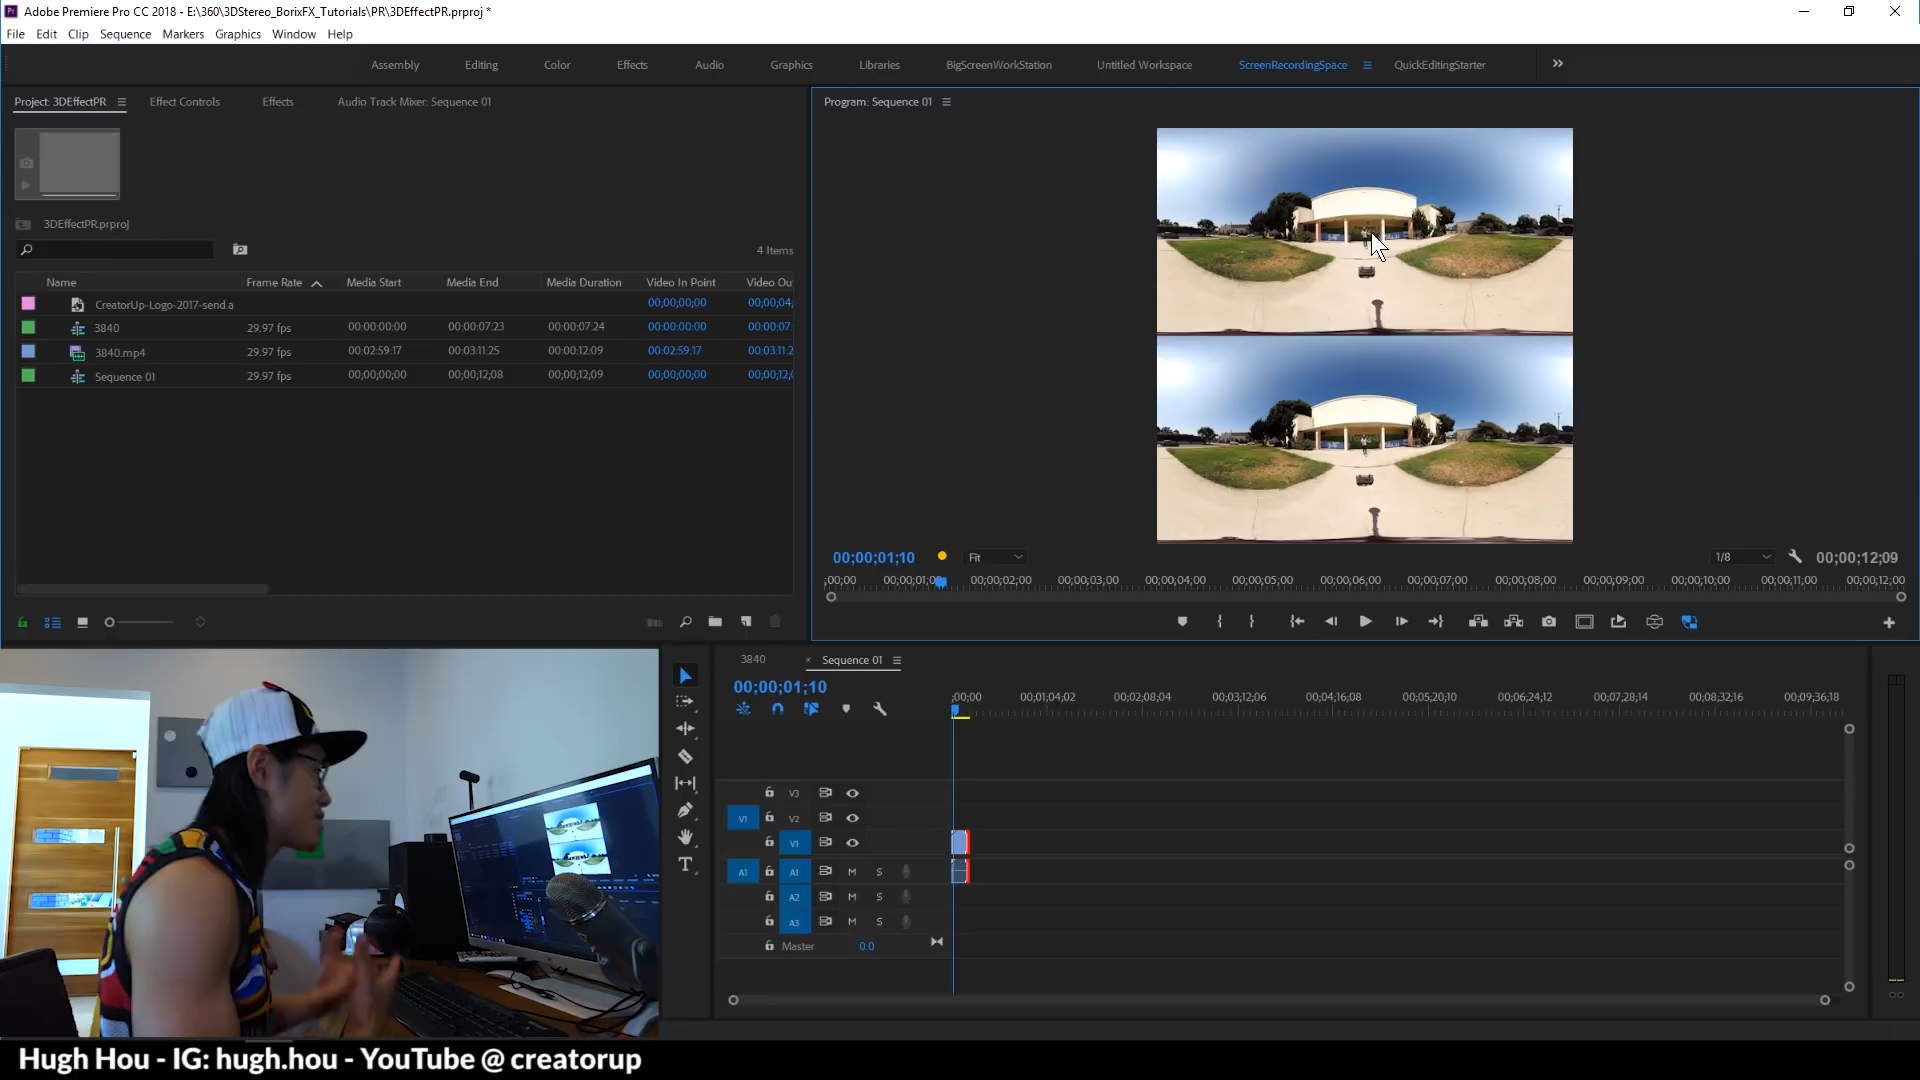 Adobe Premiere Pro CC 2018 - E:\360\3DStereo_BorixFX_Tutorials\PR\3DEffectPR.prproj *
File Edit Clip Sequence Markers Graphics Window Help
Assembly Editing Color Effects Audio Graphics Libraries BigScreenWorkStation Untitled Workspace ScreenRecordingSpace QuickEditingStarter
Project: 3DEffectPR Effect Controls Effects Audio Track Mixer: Sequence 01
Program: Sequence 01
3DEffectPR.prproj
4 Items
Name Frame Rate Media Start Media End Media Duration Video In Point Video Ou
CreatorUp-Logo-2017-send.a 00;00;00;00 00;00;04;
3840 29.97 fps 00:00:00:00 00:00:07:23 00:00:07:24 00:00:00:00 00:00:07:
3840.mp4 29.97 fps 00:02:59:17 00:03:11:25 00:00:12:09 00:02:59:17 00:03:11:2
Sequence 01 29.97 fps 00;00;00;00 00;00;12;08 00;00;12;09 00;00;00;00 00;00;12;
00;00;01;10 Fit 1/8 00;00;12;09
;00;00 00;00;01;0 00;00;02;00 00;00;03;00 00;00;04;00 00;00;05;00 00;00;06;00 00;00;07;00 00;00;08;00 00;00;09;00 00;00;10;00 00;00;11;00 00;00;12;00
3840 × Sequence 01
00;00;01;10
;00;00 00;01;04;02 00;02;08;04 00;03;12;06 00;04;16;08 00;05;20;10 00;06;24;12 00;07;28;14 00;08;32;16 00;09;36;18
V3
V1 V2
V1
A1 A1 M S
A2 M S
A3 M S
Master 0.0
T
Hugh Hou - IG: hugh.hou - YouTube @ creatorup